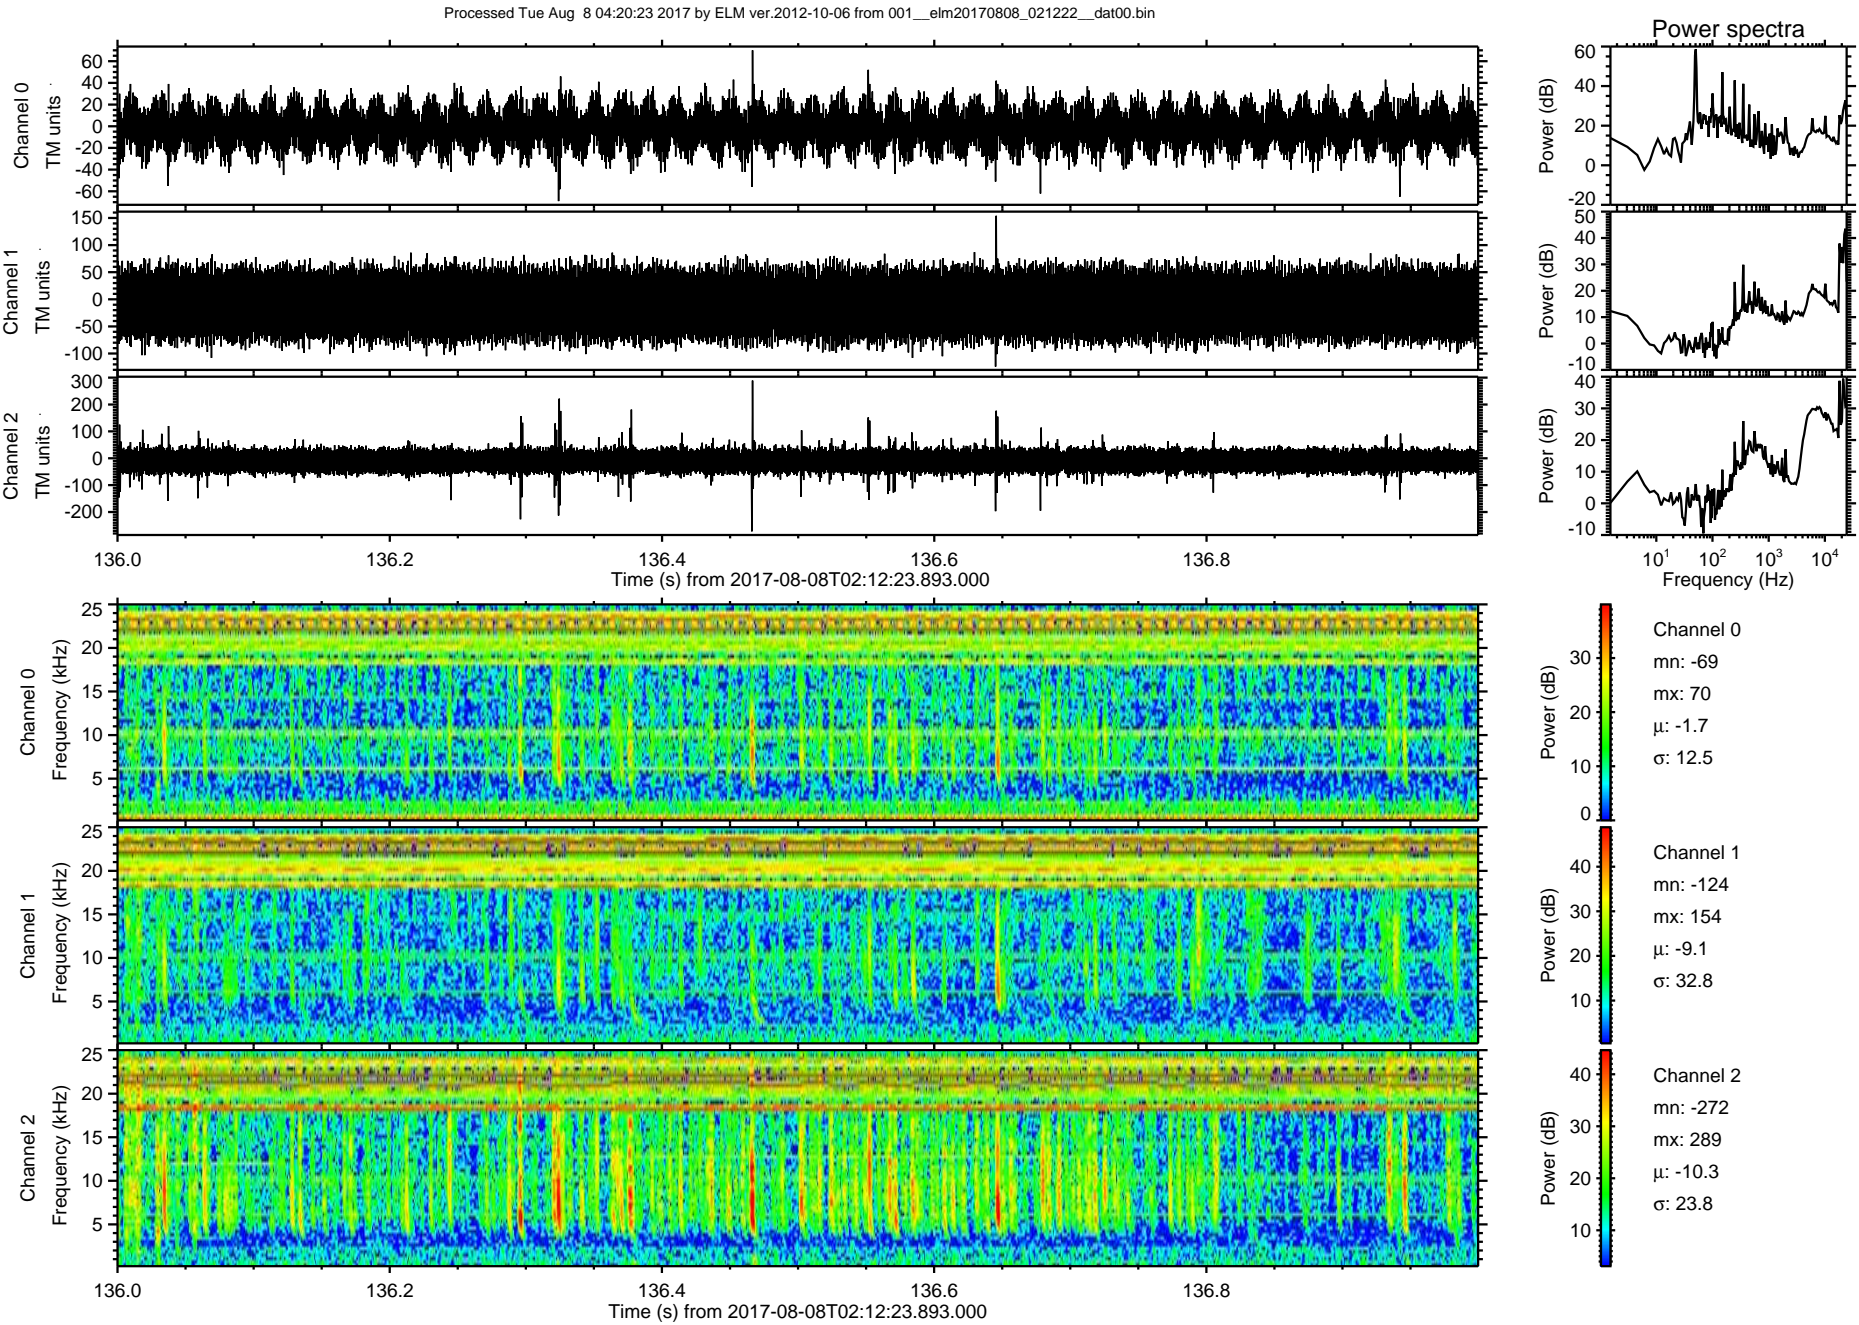 Processed Tue Aug  8 04:20:23 2017 by ELM ver.2012-10-06 from 001__elm20170808_021222__dat00.bin
Power spectra
Channel 0
TM units
60
40
20
0
-20
-40
-60
Power (dB)
60
40
20
0
-20
Channel 1
TM units
150
100
50
0
-50
-100
Power (dB)
50
40
30
20
10
0
-10
Channel 2
TM units
300
200
100
0
-100
-200
Power (dB)
40
30
20
10
0
-10
136.0 136.2 136.4 136.6 136.8
Time (s) from 2017-08-08T02:12:23.893.000
10¹ 10² 10³ 10⁴
Frequency (Hz)
Channel 0
Frequency (kHz)
25
20
15
10
5
Power (dB)
30
20
10
0
Channel 0
mn: -69
mx: 70
μ: -1.7
σ: 12.5
Channel 1
Frequency (kHz)
25
20
15
10
5
Power (dB)
40
30
20
10
Channel 1
mn: -124
mx: 154
μ: -9.1
σ: 32.8
Channel 2
Frequency (kHz)
25
20
15
10
5
Power (dB)
40
30
20
10
Channel 2
mn: -272
mx: 289
μ: -10.3
σ: 23.8
136.0 136.2 136.4 136.6 136.8
Time (s) from 2017-08-08T02:12:23.893.000